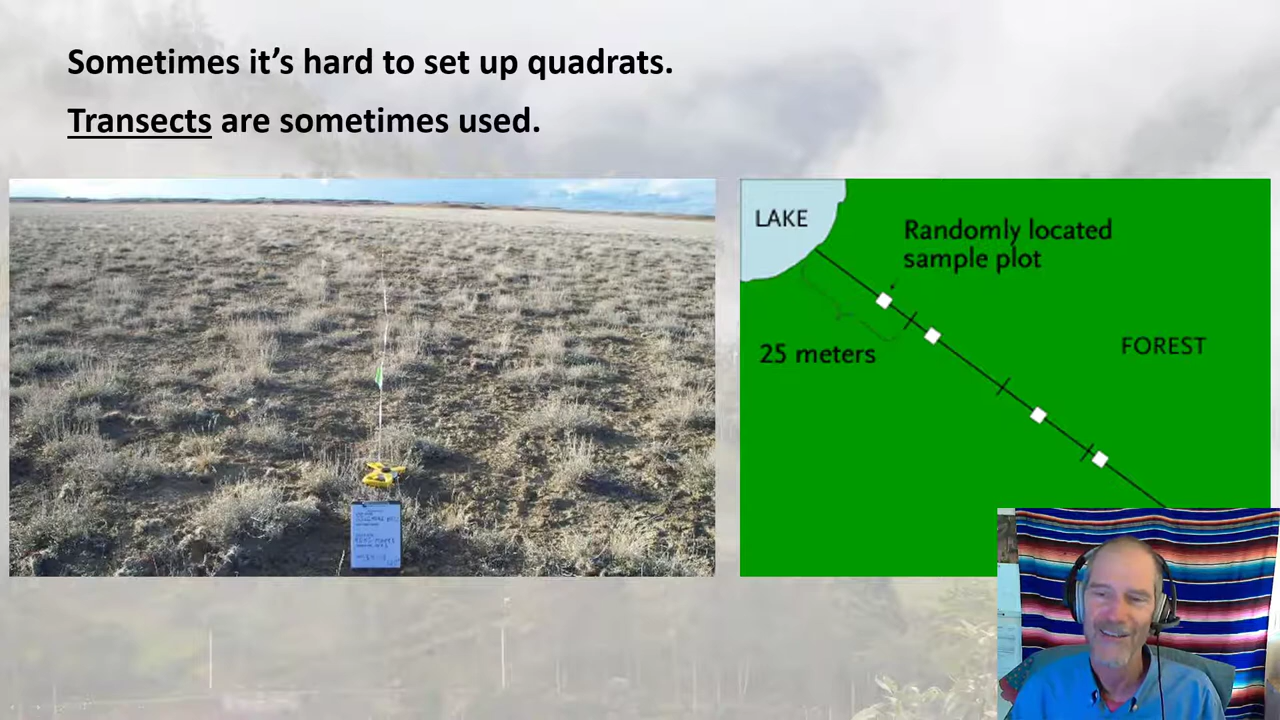 Sometimes it’s hard to set up quadrats.
Transects are sometimes used.
LAKE
Randomly located
sample plot
25 meters
FOREST